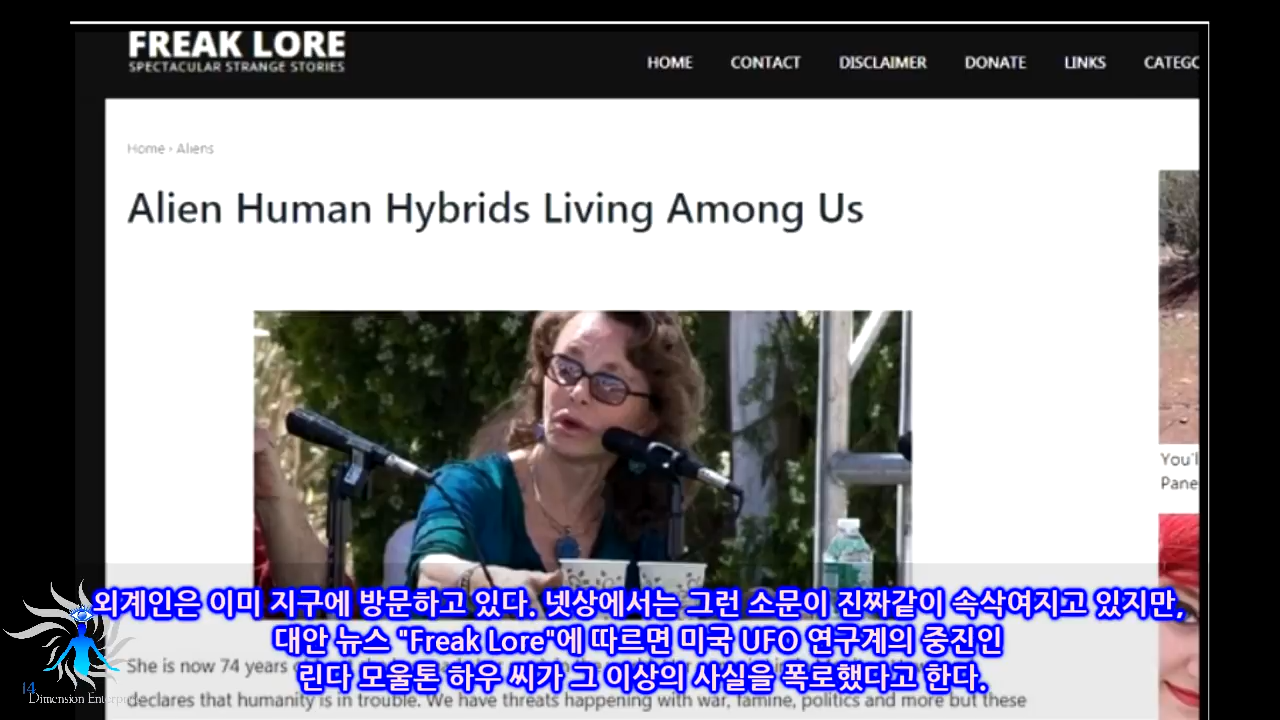 FREAK LORE
SPECTACULAR STRANGE STORIES
HOME CONTACT DISCLAIMER DONATE LINKS CATEGO
Home › Aliens
Alien Human Hybrids Living Among Us
You'l
Pane
외계인은 이미 지구에 방문하고 있다. 넷상에서는 그런 소문이 진짜같이 속삭여지고 있지만,
대안 뉴스 "Freak Lore"에 따르면 미국 UFO 연구계의 중진인
린다 모울톤 하우 씨가 그 이상의 사실을 폭로했다고 한다.
She is now 74 years
declares that humanity is in trouble. We have threats happening with war, famine, politics and more but these
14
Dimension Enterp